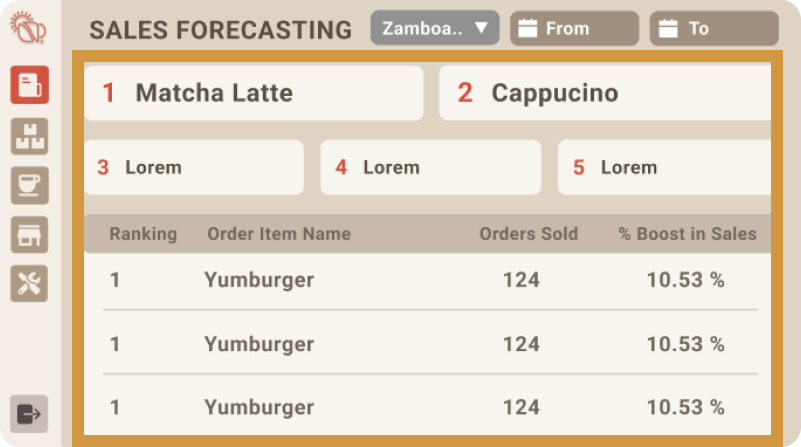 SALES FORECASTING Zamboa.. From To
1 Matcha Latte 2 Cappucino
3 Lorem 4 Lorem 5 Lorem
Ranking Order Item Name Orders Sold % Boost in Sales
1 Yumburger 124 10.53 %
1 Yumburger 124 10.53 %
1 Yumburger 124 10.53 %